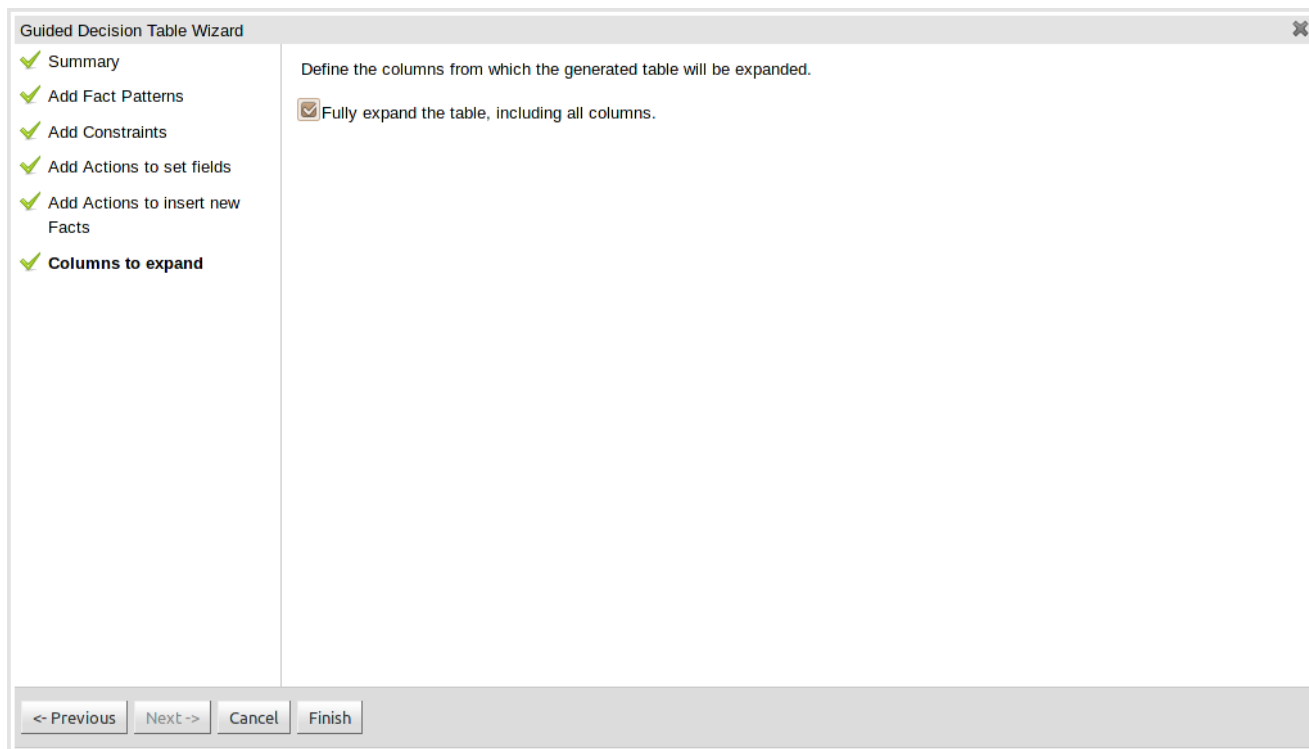 Guided Decision Table Wizard
Summary
Add Fact Patterns
Add Constraints
Add Actions to set fields
Add Actions to insert new
Facts
Columns to expand
Define the columns from which the generated table will be expanded.
Fully expand the table, including all columns.
<- Previous
Next ->
Cancel
Finish